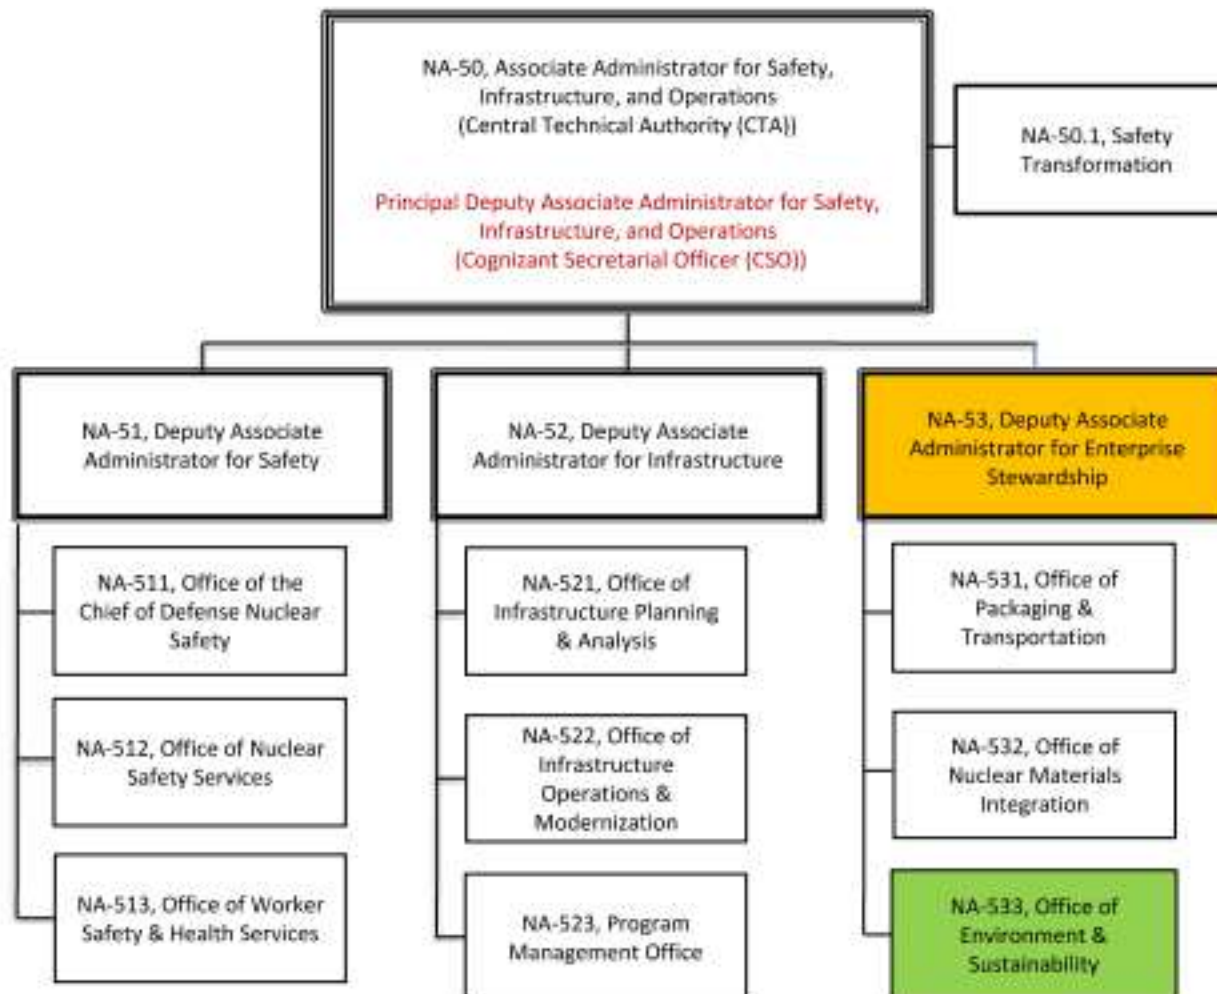 NA-50, Associate Administrator for Safety,
Infrastructure, and Operations
(Central Technical Authority (CTA))
Principal Deputy Associate Administrator for Safety,
Infrastructure, and Operations
(Cognizant Secretarial Officer (CSO))
NA-50.1, Safety
Transformation
NA-51, Deputy Associate
Administrator for Safety
NA-511, Office of the
Chief of Defense Nuclear
Safety
NA-512, Office of Nuclear
Safety Services
NA-513, Office of Worker
Safety & Health Services
NA-52, Deputy Associate
Administrator for Infrastructure
NA-521, Office of
Infrastructure Planning
& Analysis
NA-522, Office of
Infrastructure
Operations &
Modernization
NA-523, Program
Management Office
NA-53, Deputy Associate
Administrator for Enterprise
Stewardship
NA-531, Office of
Packaging &
Transportation
NA-532, Office of
Nuclear Materials
Integration
NA-533, Office of
Environment &
Sustainability